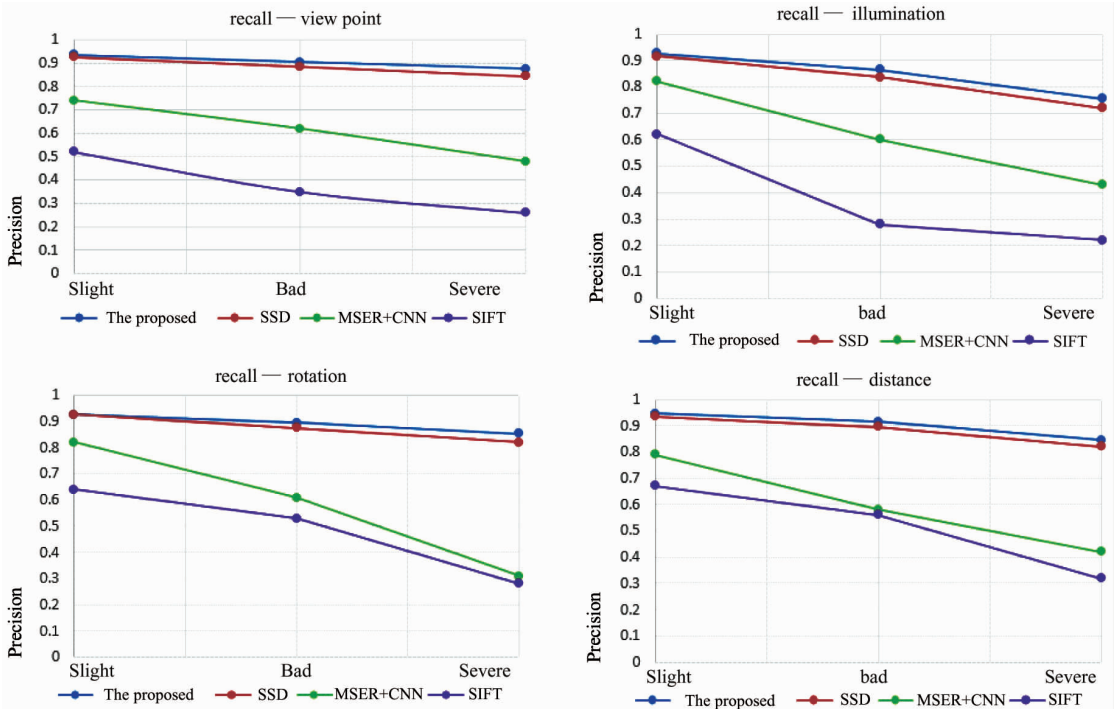 recall — view point
1
0.9
0.8
0.7
0.6
0.5
0.4
0.3
0.2
0.1
0
Precision
Slight Bad Severe
The proposed SSD MSER+CNN SIFT
recall — illumination
1
0.9
0.8
0.7
0.6
0.5
0.4
0.3
0.2
0.1
0
Precision
Slight bad Severe
The proposed SSD MSER+CNN SIFT
recall — rotation
1
0.9
0.8
0.7
0.6
0.5
0.4
0.3
0.2
0.1
0
Precision
Slight Bad Severe
The proposed SSD MSER+CNN SIFT
recall — distance
1
0.9
0.8
0.7
0.6
0.5
0.4
0.3
0.2
0.1
0
Precision
Slight bad Severe
The proposed SSD MSER+CNN SIFT